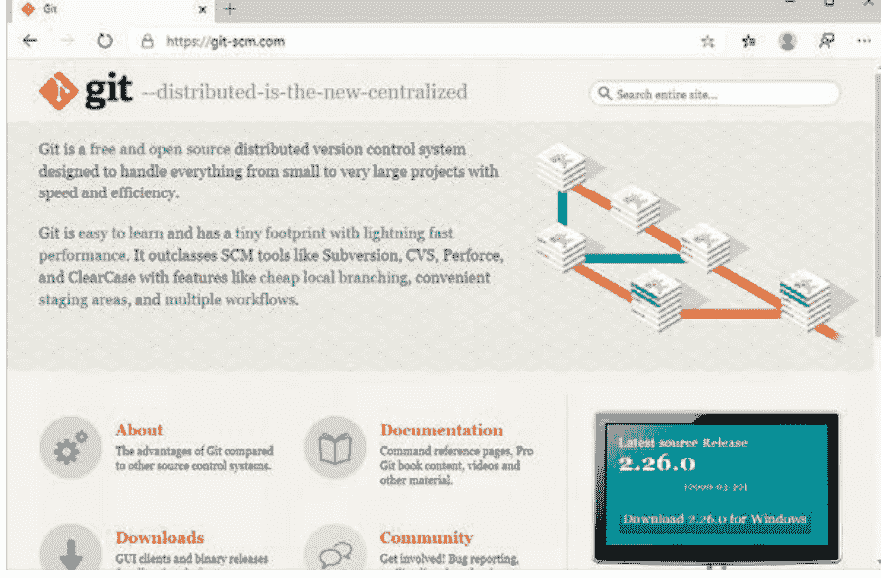 Git
https://git-scm.com
git --distributed-is-the-new-centralized
Search entire site...
Git is a free and open source distributed version control system
designed to handle everything from small to very large projects with
speed and efficiency.
Git is easy to learn and has a tiny footprint with lightning fast
performance. It outclasses SCM tools like Subversion, CVS, Perforce,
and ClearCase with features like cheap local branching, convenient
staging areas, and multiple workflows.
About
The advantages of Git compared
to other source control systems.
Documentation
Command reference pages, Pro
Git book content, videos and
other material.
Downloads
GUI clients and binary releases
Community
Get involved! Bug reporting,
Latest source Release
2.26.0
Download 2.26.0 for Windows